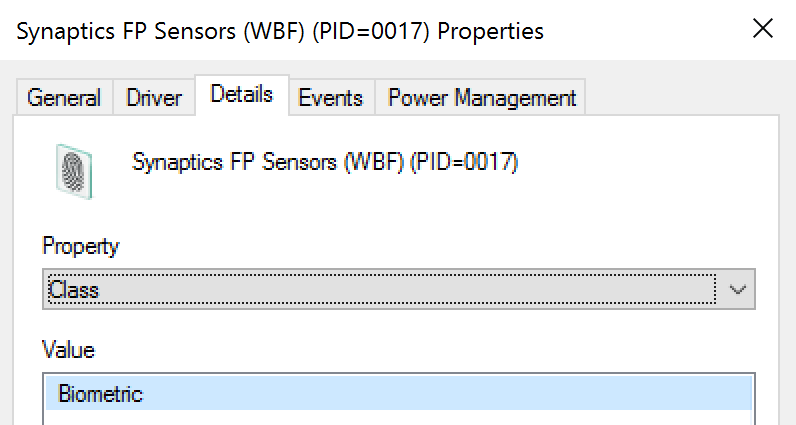 Synaptics FP Sensors (WBF) (PID=0017) Properties
General Driver Details Events Power Management
Synaptics FP Sensors (WBF) (PID=0017)
Property
Class
Value
Biometric